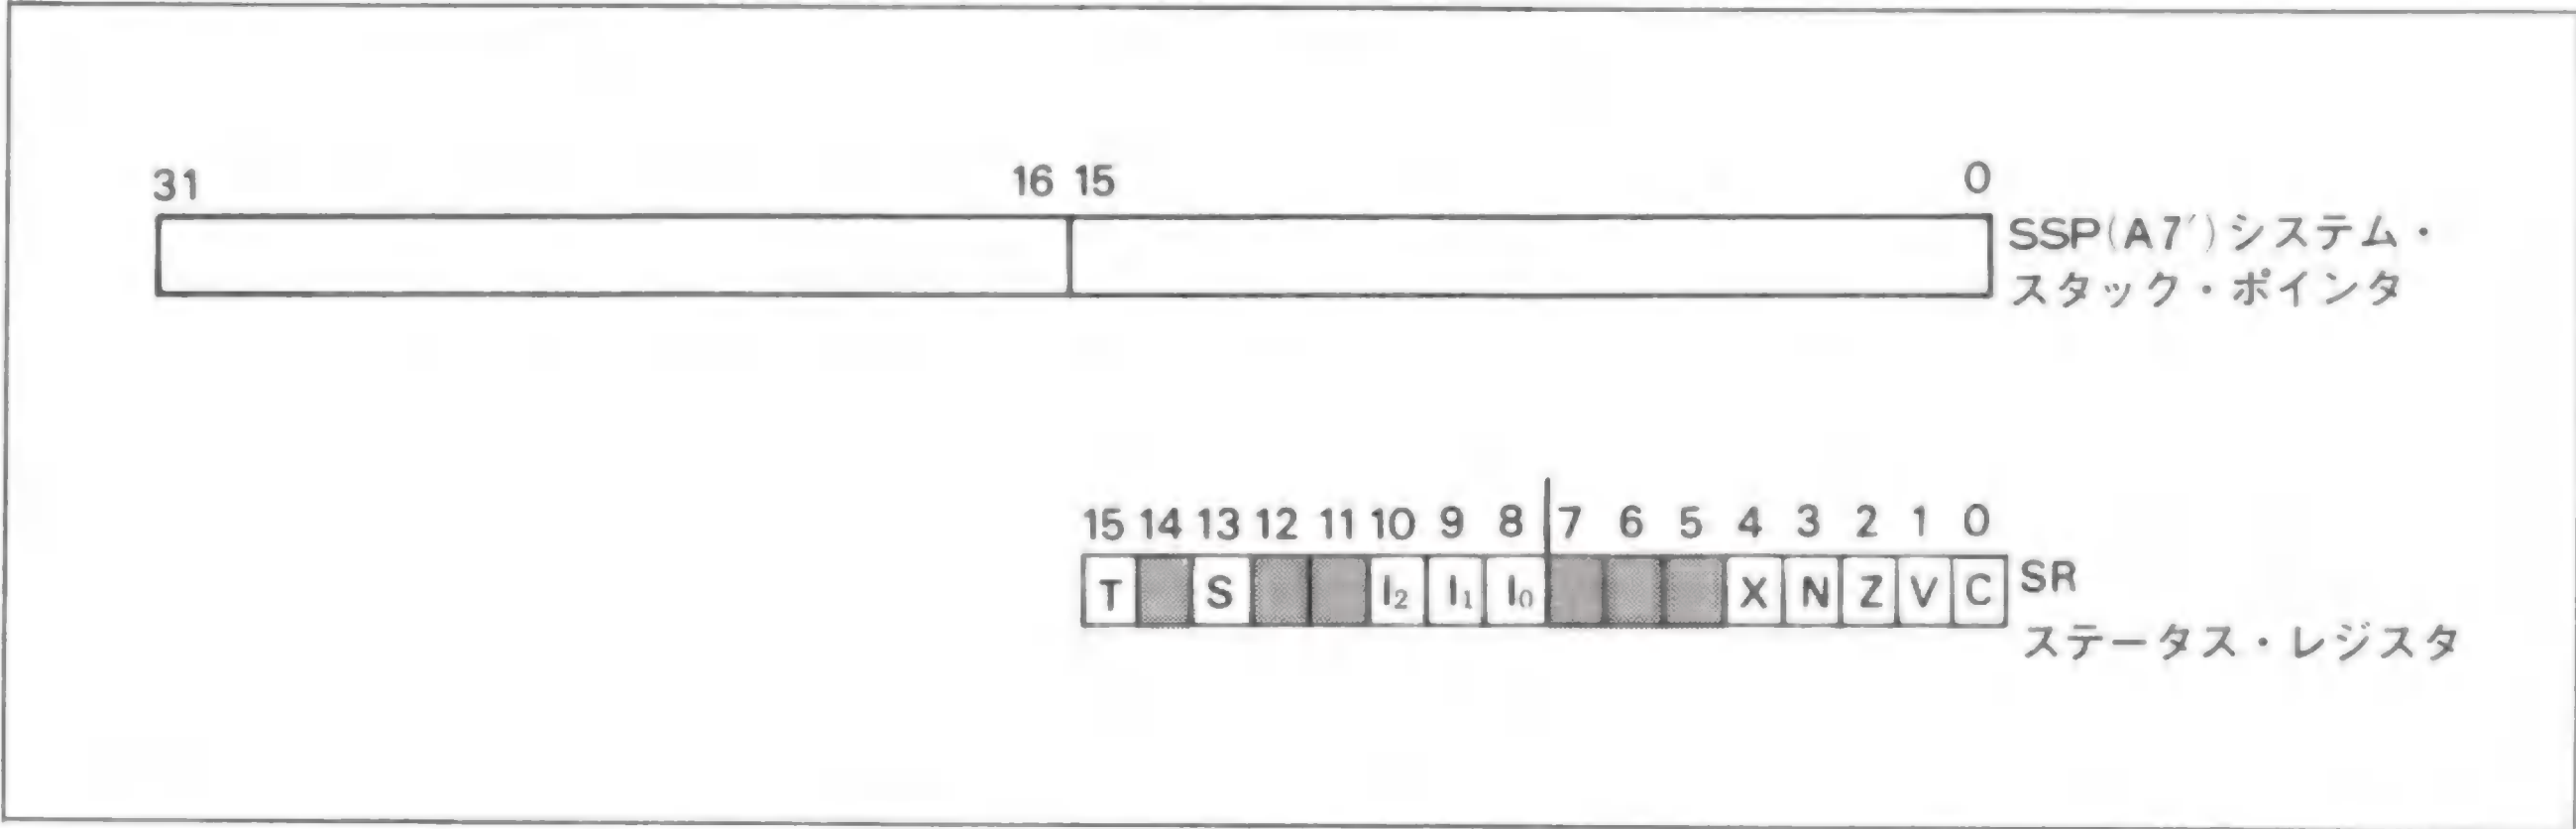 31 16 15 0
SSP(A7′)システム・
スタック・ポインタ
15 14 13 12 11 10 9 8 7 6 5 4 3 2 1 0
T S I₂ I₁ I₀ X N Z V C SR
ステータス・レジスタ